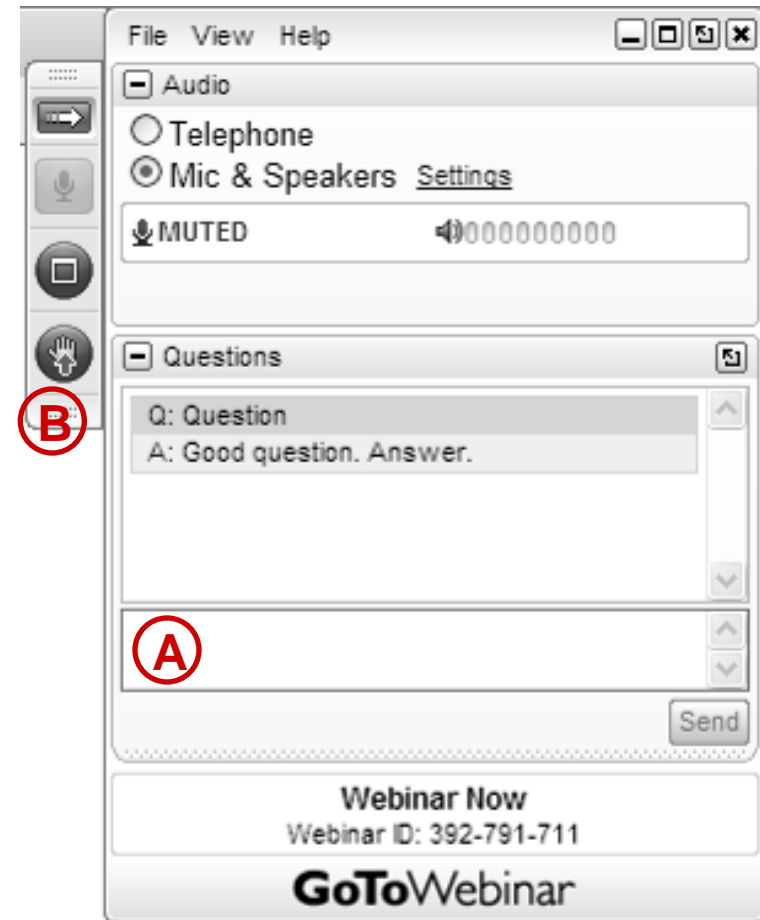 File View Help
Audio
Telephone
Mic & Speakers Settings
MUTED 000000000
Questions
Q: Question
A: Good question. Answer.
B
A
Send
Webinar Now
Webinar ID: 392-791-711
GoToWebinar